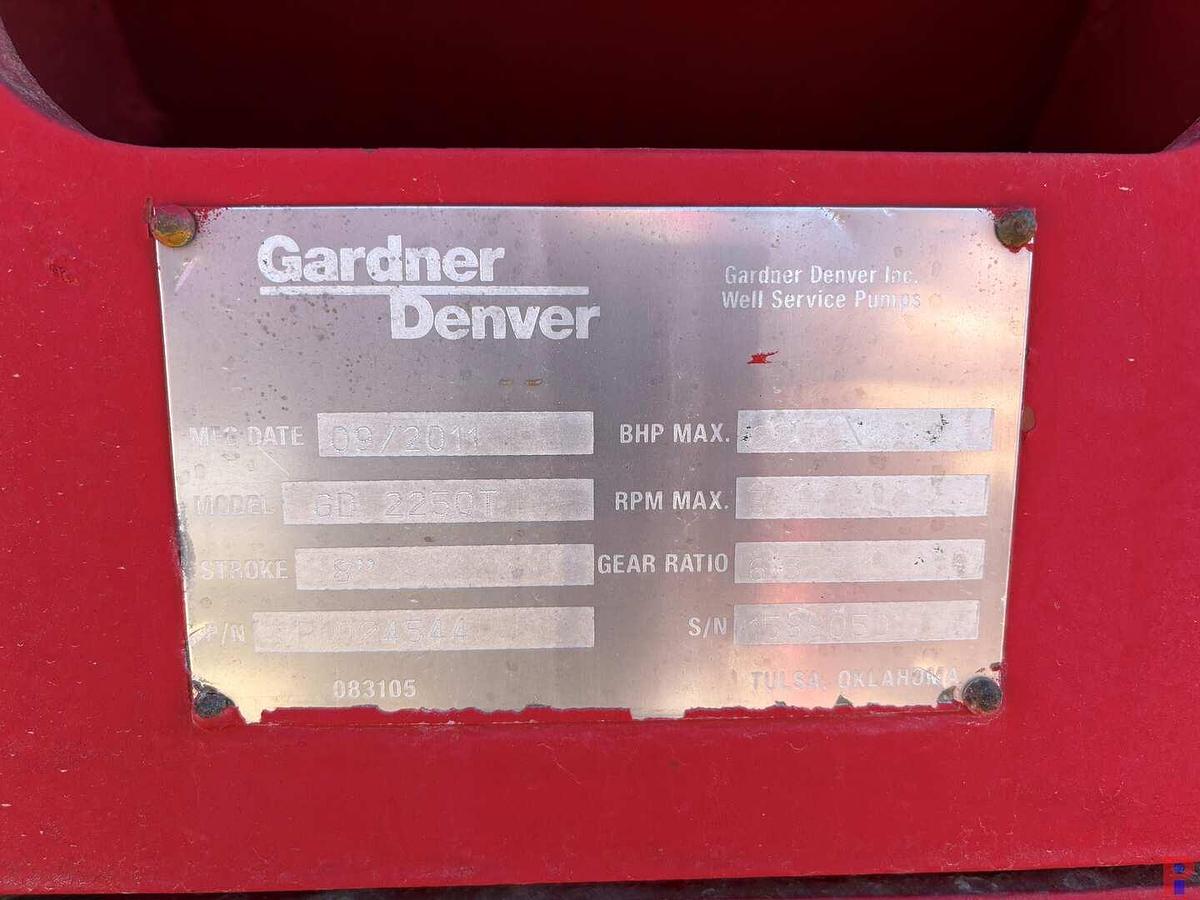 Gardner
Denver
Gardner Denver Inc.
Well Service Pumps
MFG DATE 09/2011
BHP MAX.
MODEL GD 2250T
RPM MAX.
STROKE 8"
GEAR RATIO
P/N
S/N
083105
TULSA, OKLAHOMA